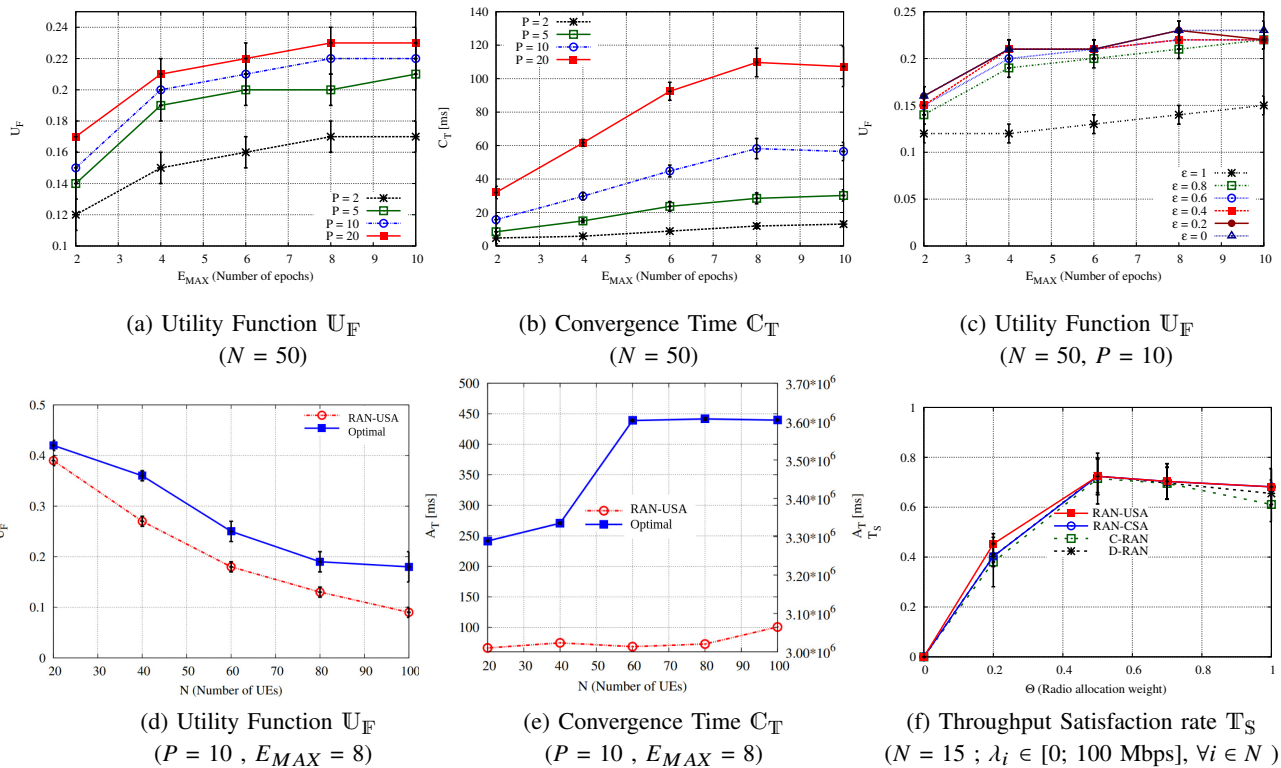 0.24
0.22
0.2
0.18
0.16
0.14
0.12
0.1
U_F
2 3 4 5 6 7 8 9 10
E_MAX (Number of epochs)
P = 2
P = 5
P = 10
P = 20
(a) Utility Function 𝕌_𝔽
(N = 50)
140
120
100
80
60
40
20
0
C_T [ms]
2 3 4 5 6 7 8 9 10
E_MAX (Number of epochs)
P = 2
P = 5
P = 10
P = 20
(b) Convergence Time ℂ_𝕋
(N = 50)
0.25
0.2
0.15
0.1
0.05
0
U_F
2 3 4 5 6 7 8 9 10
E_MAX (Number of epochs)
ε = 1
ε = 0.8
ε = 0.6
ε = 0.4
ε = 0.2
ε = 0
(c) Utility Function 𝕌_𝔽
(N = 50, P = 10)
0.5
0.4
0.3
0.2
0.1
0
U_F
20 30 40 50 60 70 80 90 100
N (Number of UEs)
RAN-USA
Optimal
(d) Utility Function 𝕌_𝔽
(P = 10 , E_MAX = 8)
500
450
400
350
300
250
200
150
100
50
A_T [ms]
20 30 40 50 60 70 80 90 100
N (Number of UEs)
RAN-USA
Optimal
3.70*10^6
3.60*10^6
3.50*10^6
3.40*10^6
3.30*10^6
3.20*10^6
3.10*10^6
3.00*10^6
A_T [ms]
(e) Convergence Time ℂ_𝕋
(P = 10 , E_MAX = 8)
1
0.8
0.6
0.4
0.2
0
T_S
0 0.2 0.4 0.6 0.8 1
Θ (Radio allocation weight)
RAN-USA
RAN-CSA
C-RAN
D-RAN
(f) Throughput Satisfaction rate 𝕋_𝕊
(N = 15 ; λ_i ∈ [0; 100 Mbps], ∀i ∈ N )